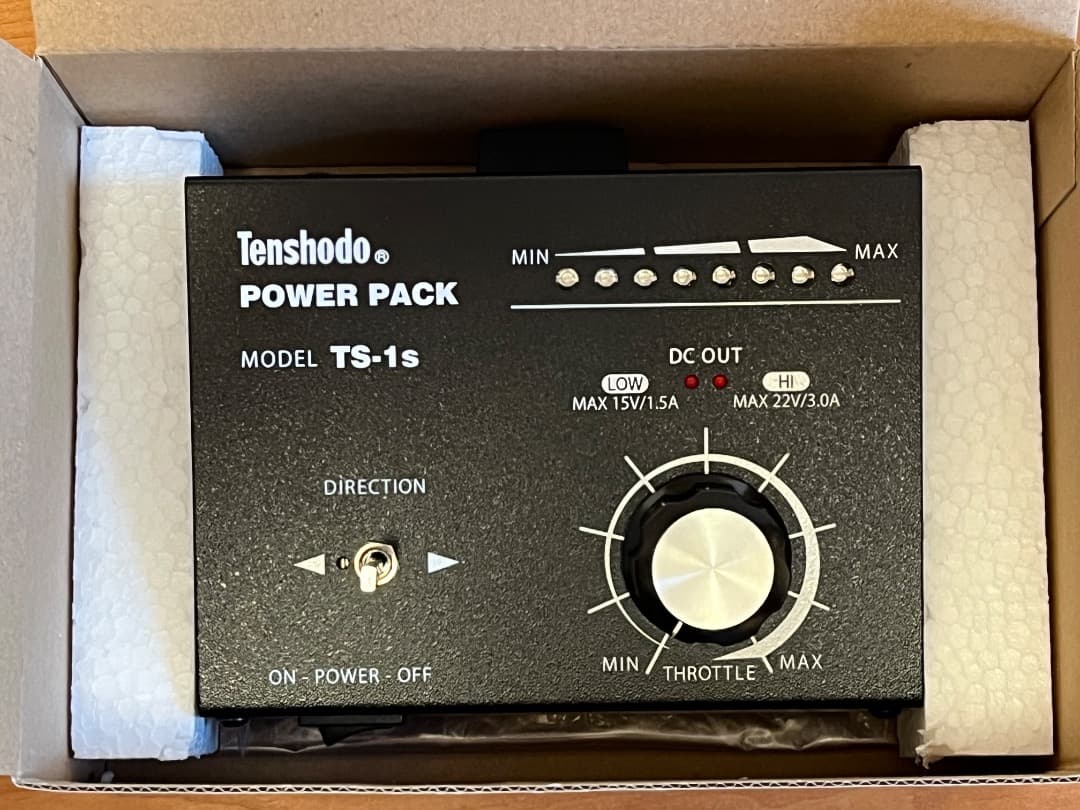 Tenshodo®
POWER PACK
MODEL TS-1s
MIN MAX
DC OUT
LOW HI
MAX 15V/1.5A MAX 22V/3.0A
DIRECTION
MIN THROTTLE MAX
ON - POWER - OFF